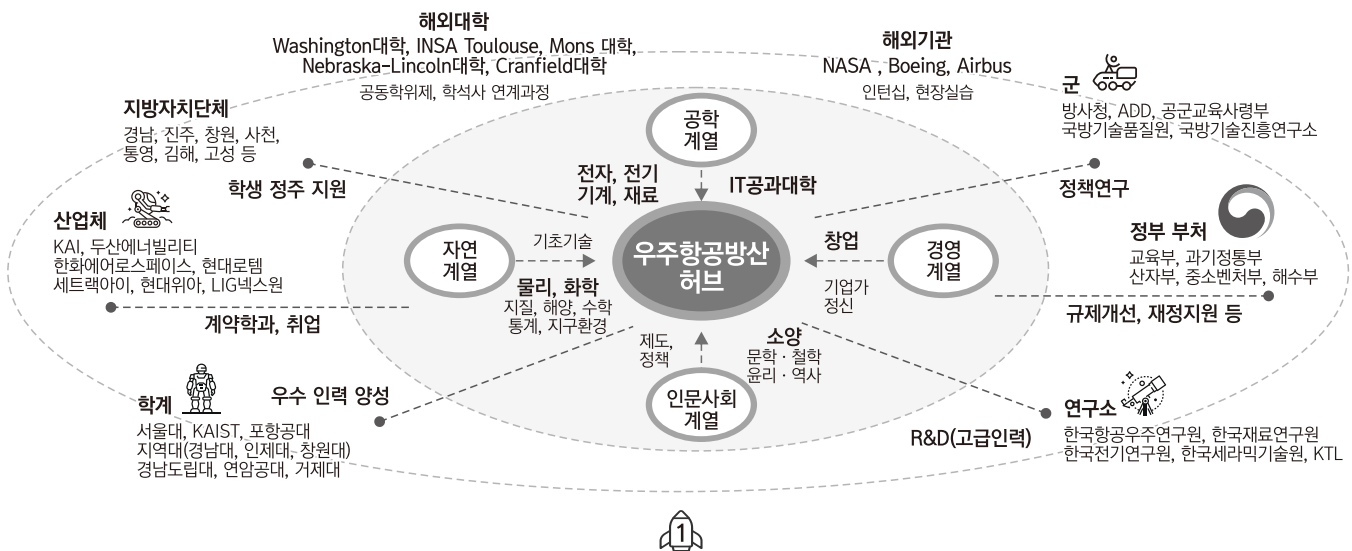 해외대학
Washington대학, INSA Toulouse, Mons 대학,
Nebraska-Lincoln대학, Cranfield대학
공동학위제, 학석사 연계과정
해외기관
NASA , Boeing, Airbus
인턴십, 현장실습
지방자치단체
경남, 진주, 창원, 사천,
통영, 김해, 고성 등
학생 정주 지원
군
방사청, ADD, 공군교육사령부
국방기술품질원, 국방기술진흥연구소
정책연구
산업체
KAI, 두산에너빌리티
한화에어로스페이스, 현대로템
세트랙아이, 현대위아, LIG넥스원
계약학과, 취업
정부 부처
교육부, 과기정통부
산자부, 중소벤처부, 해수부
규제개선, 재정지원 등
공학
계열
전자, 전기
기계, 재료
IT공과대학
자연
계열
기초기술
물리, 화학
지질, 해양, 수학
통계, 지구환경
우주항공방산
허브
창업
기업가
정신
경영
계열
제도,
정책
소양
문학 · 철학
윤리 · 역사
인문사회
계열
학계
우수 인력 양성
서울대, KAIST, 포항공대
지역대(경남대, 인제대, 창원대)
경남도립대, 연암공대, 거제대
연구소
R&D(고급인력)
한국항공우주연구원, 한국재료연구원
한국전기연구원, 한국세라믹기술원, KTL
1